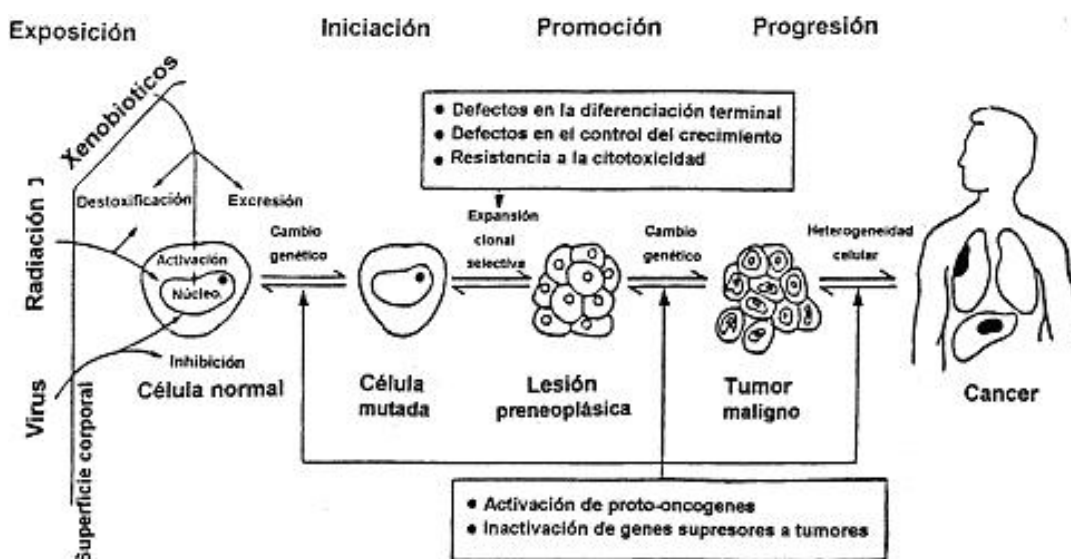 Exposición
Iniciación
Promoción
Progresión
Xenobioticos
Radiación
Virus
Superficie corporal
Destoxificación
Excresión
Activación
Núcleo.
Inhibición
Célula normal
Cambio
genético
Célula
mutada
● Defectos en la diferenciación terminal
● Defectos en el control del crecimiento
● Resistencia a la citotoxicidad
Expansión
clonal
selectiva
Lesión
preneoplásica
Cambio
genético
Tumor
maligno
Heterogeneidad
celular
Cancer
● Activación de proto-oncogenes
● Inactivación de genes supresores a tumores